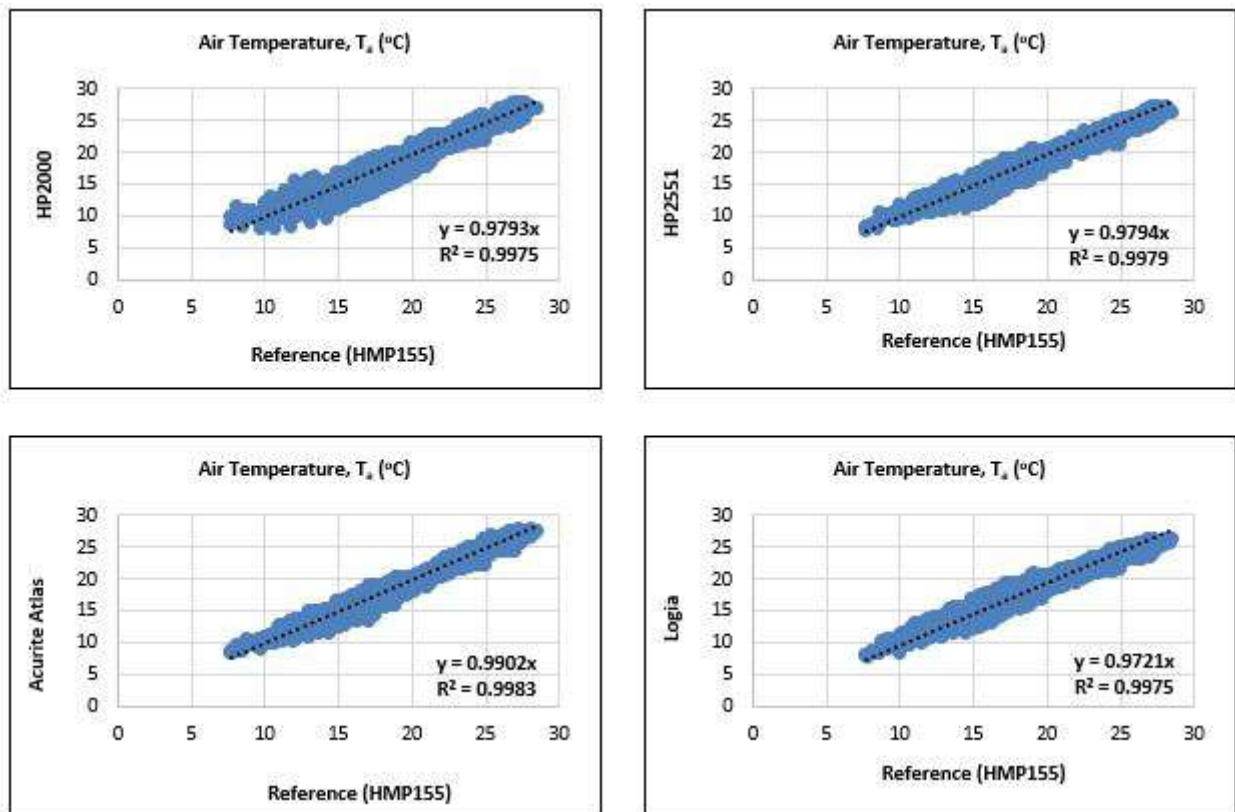 Air Temperature, Tₐ (ºC)
HP2000
30
25
20
15
10
5
0
y = 0.9793x
R² = 0.9975
0 5 10 15 20 25 30
Reference (HMP155)
Air Temperature, Tₐ (ºC)
HP2551
30
25
20
15
10
5
0
y = 0.9794x
R² = 0.9979
0 5 10 15 20 25 30
Reference (HMP155)
Air Temperature, Tₐ (ºC)
Acurite Atlas
30
25
20
15
10
5
0
y = 0.9902x
R² = 0.9983
0 5 10 15 20 25 30
Reference (HMP155)
Air Temperature, Tₐ (ºC)
Logia
30
25
20
15
10
5
0
y = 0.9721x
R² = 0.9975
0 5 10 15 20 25 30
Reference (HMP155)